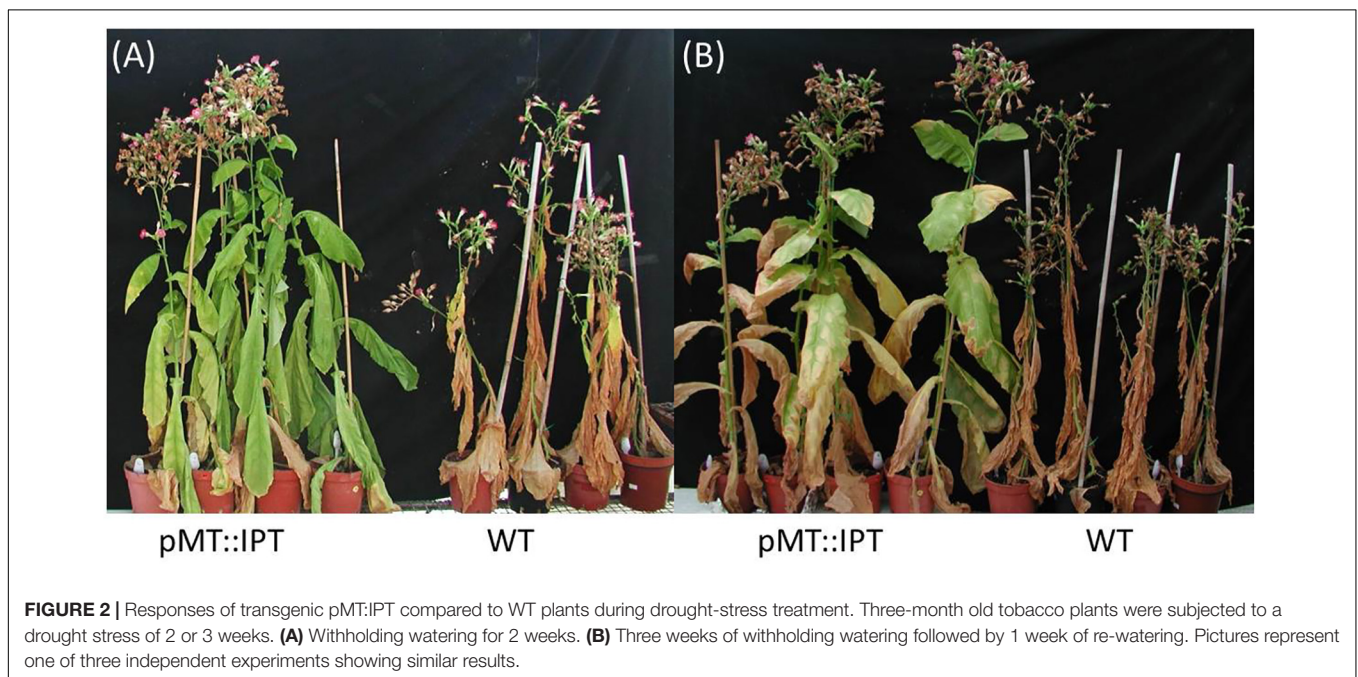 (A)
(B)
pMT::IPT
WT
pMT::IPT
WT
FIGURE 2 | Responses of transgenic pMT:IPT compared to WT plants during drought-stress treatment. Three-month old tobacco plants were subjected to a
drought stress of 2 or 3 weeks. (A) Withholding watering for 2 weeks. (B) Three weeks of withholding watering followed by 1 week of re-watering. Pictures represent
one of three independent experiments showing similar results.